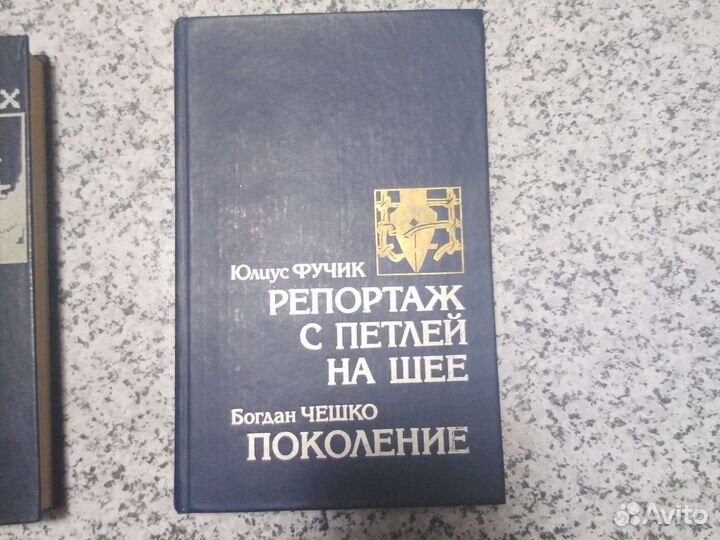 Х
Юлиус ФУЧИК
РЕПОРТАЖ
С ПЕТЛЕЙ
НА ШЕЕ
Богдан ЧЕШКО
ПОКОЛЕНИЕ
Avito